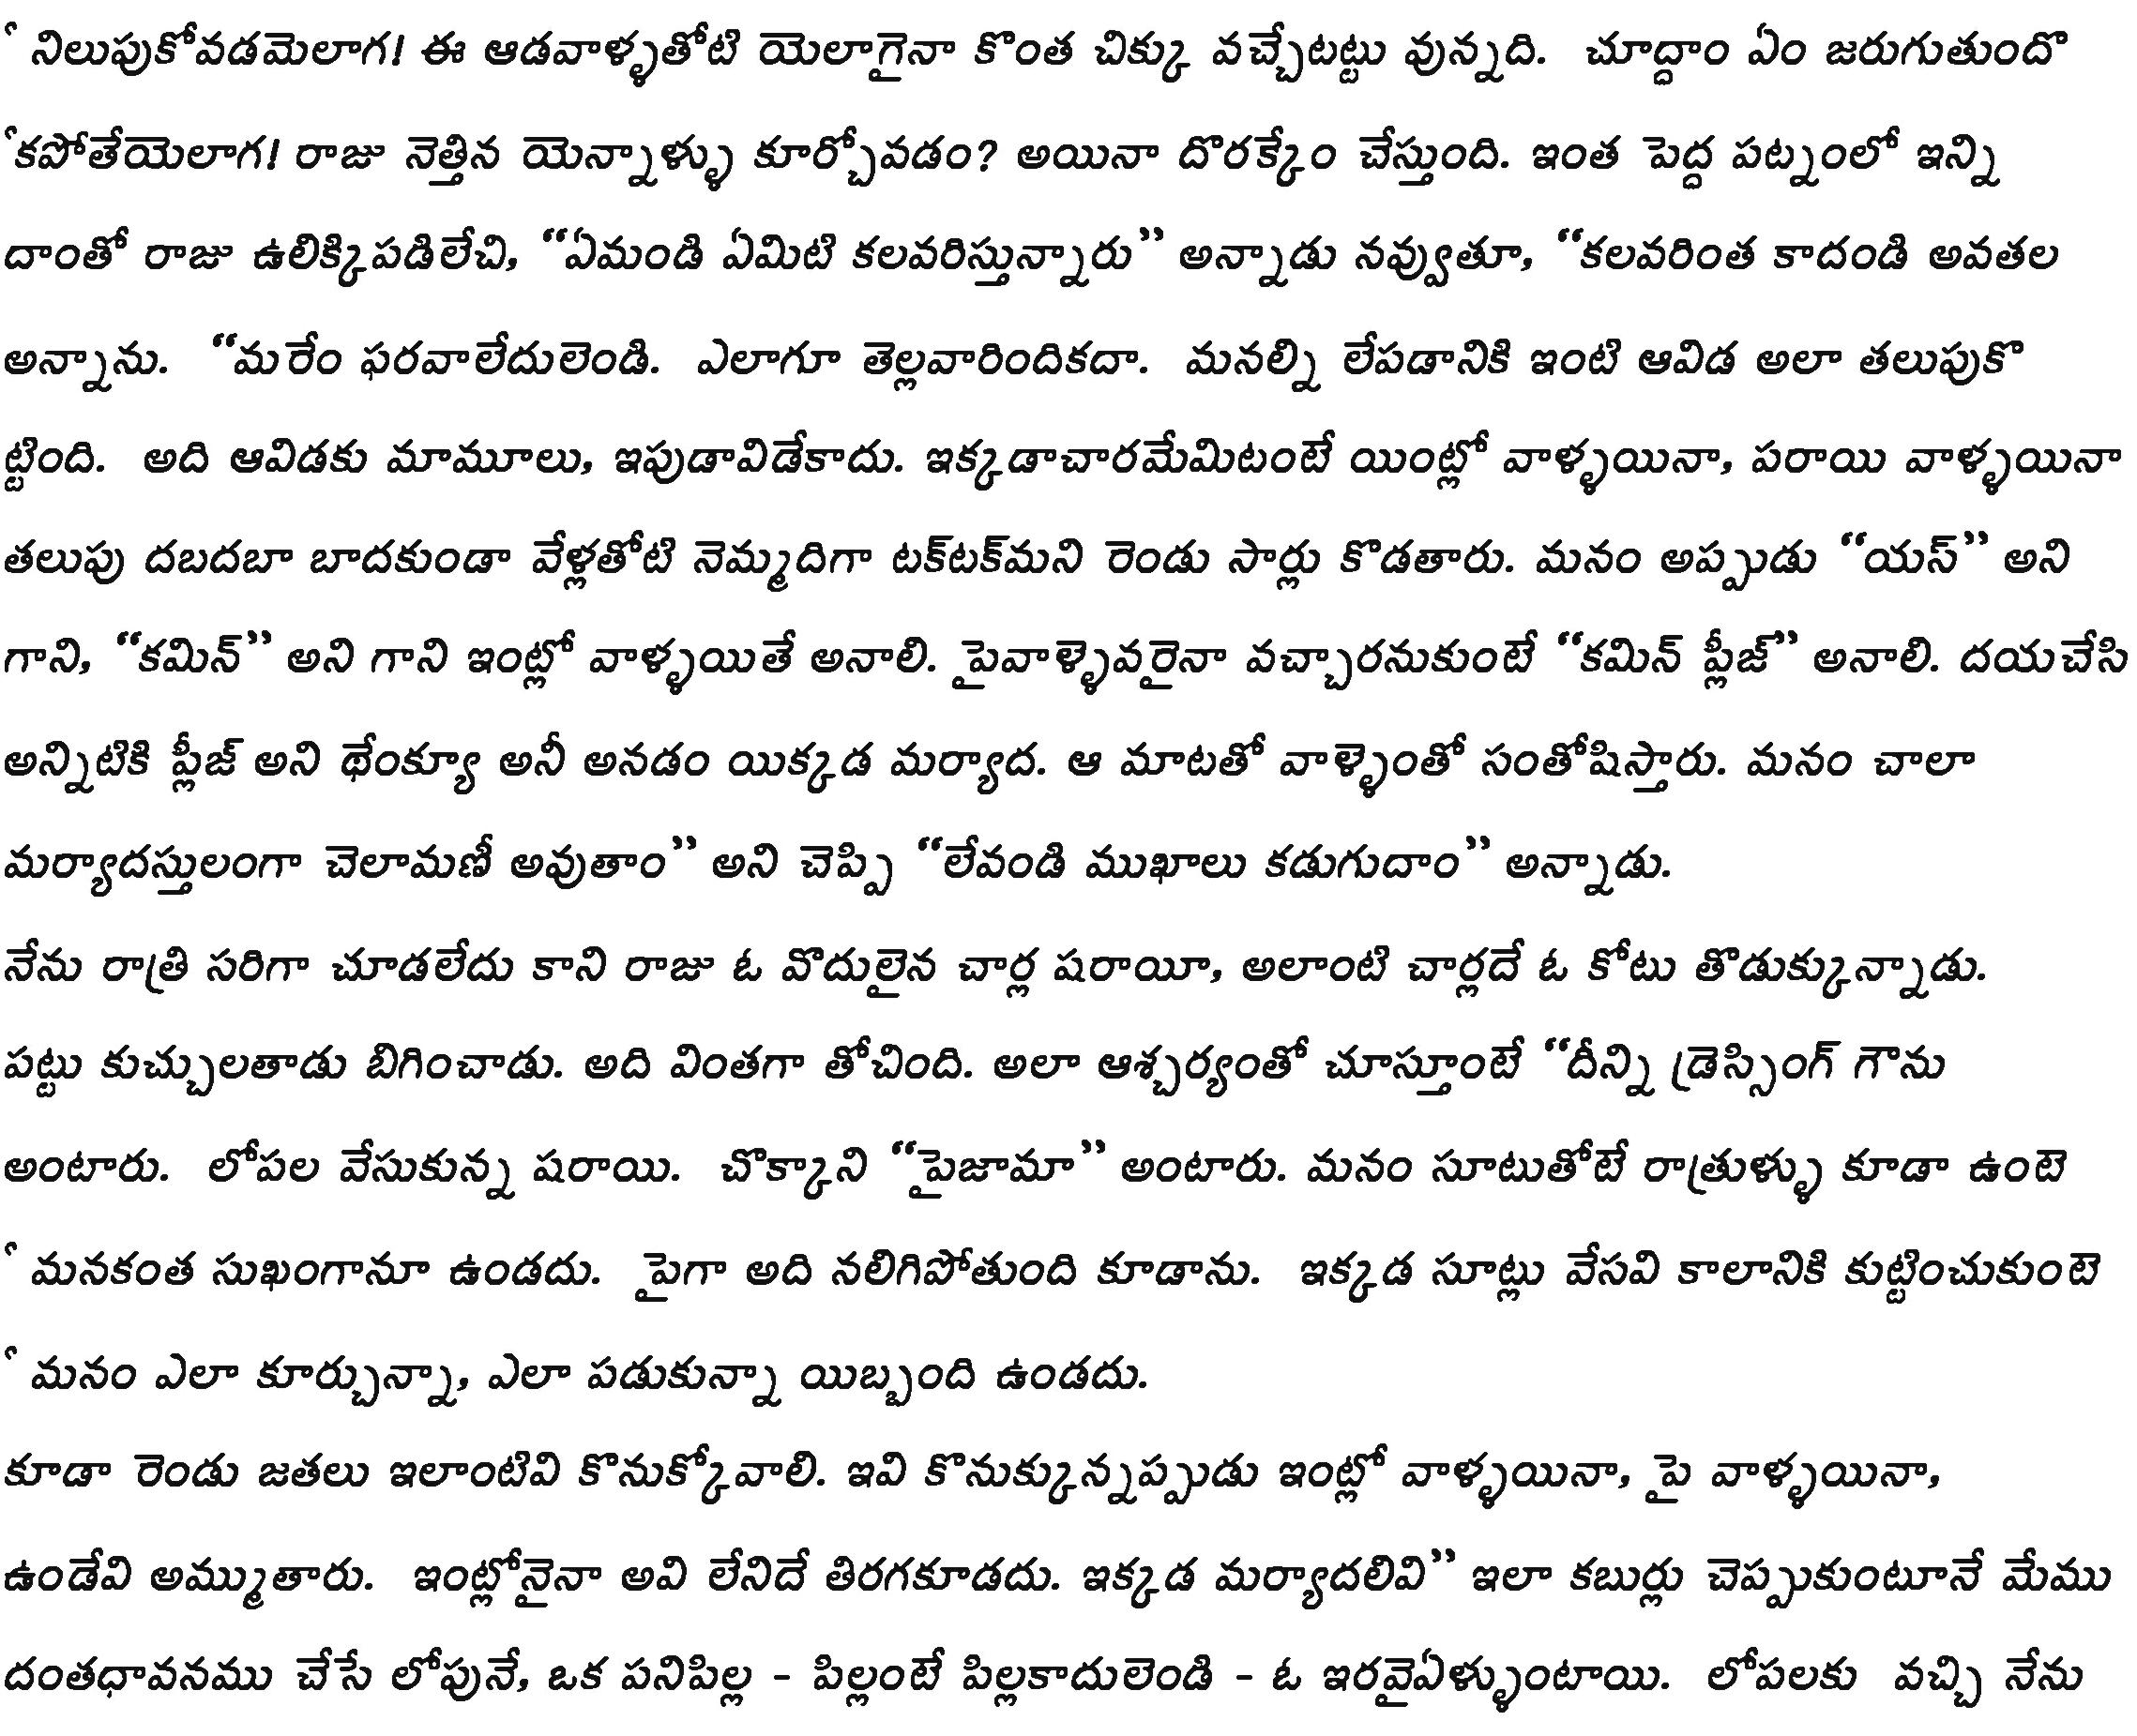 ే నిలుపుకోవడమెలాగ! ఈ ఆడవాళ్ళతోటి యెలాగైనా కొంత చిక్కు వచ్చేటట్టు వున్నది. చూద్దాం ఏం జరుగుతుందొ
ేకపోతేయెలాగ! రాజు నెత్తిన యెన్నాళ్ళు కూర్చోవడం? అయినా దొరక్కేం చేస్తుంది. ఇంత పెద్ద పట్నంలో ఇన్ని
దాంతో రాజు ఉలిక్కిపడిలేచి, “ఏమండి ఏమిటి కలవరిస్తున్నారు” అన్నాడు నవ్వుతూ, “కలవరింత కాదండి అవతల
అన్నాను. “మరేం ఫరవాలేదులెండి. ఎలాగూ తెల్లవారిందికదా. మనల్ని లేపడానికి ఇంటి ఆవిడ అలా తలుపుకొ
ట్టింది. అది ఆవిడకు మామూలు, ఇపుడావిడేకాదు. ఇక్కడాచారమేమిటంటే యింట్లో వాళ్ళయినా, పరాయి వాళ్ళయినా
తలుపు దబదబా బాదకుండా వేళ్లతోటి నెమ్మదిగా టక్‌టక్‌మని రెండు సార్లు కొడతారు. మనం అప్పుడు “యస్” అని
గాని, “కమిన్” అని గాని ఇంట్లో వాళ్ళయితే అనాలి. పైవాళ్ళెవరైనా వచ్చారనుకుంటే “కమిన్ ప్లీజ్” అనాలి. దయచేసి
అన్నిటికి ప్లీజ్ అని థేంక్యూ అనీ అనడం యిక్కడ మర్యాద. ఆ మాటతో వాళ్ళెంతో సంతోషిస్తారు. మనం చాలా
మర్యాదస్తులంగా చెలామణీ అవుతాం” అని చెప్పి “లేవండి ముఖాలు కడుగుదాం” అన్నాడు.
నేను రాత్రి సరిగా చూడలేదు కాని రాజు ఓ వొదులైన చార్ల షరాయీ, అలాంటి చార్లదే ఓ కోటు తొడుక్కున్నాడు.
పట్టు కుచ్చులతాడు బిగించాడు. అది వింతగా తోచింది. అలా ఆశ్చర్యంతో చూస్తూంటే “దీన్ని డ్రెస్సింగ్ గౌను
అంటారు. లోపల వేసుకున్న షరాయి. చొక్కాని “పైజామా” అంటారు. మనం సూటుతోటే రాత్రుళ్ళు కూడా ఉంటె
ే మనకంత సుఖంగానూ ఉండదు. పైగా అది నలిగిపోతుంది కూడాను. ఇక్కడ సూట్లు వేసవి కాలానికి కుట్టించుకుంటె
ే మనం ఎలా కూర్చున్నా, ఎలా పడుకున్నా యిబ్బంది ఉండదు.
కూడా రెండు జతలు ఇలాంటివి కొనుక్కోవాలి. ఇవి కొనుక్కున్నప్పుడు ఇంట్లో వాళ్ళయినా, పై వాళ్ళయినా,
ఉండేవి అమ్ముతారు. ఇంట్లోనైనా అవి లేనిదే తిరగకూడదు. ఇక్కడ మర్యాదలివి” ఇలా కబుర్లు చెప్పుకుంటూనే మేము
దంతధావనము చేసే లోపునే, ఒక పనిపిల్ల - పిల్లంటే పిల్లకాదులెండి - ఓ ఇరవైఏళ్ళుంటాయి. లోపలకు వచ్చి నేను